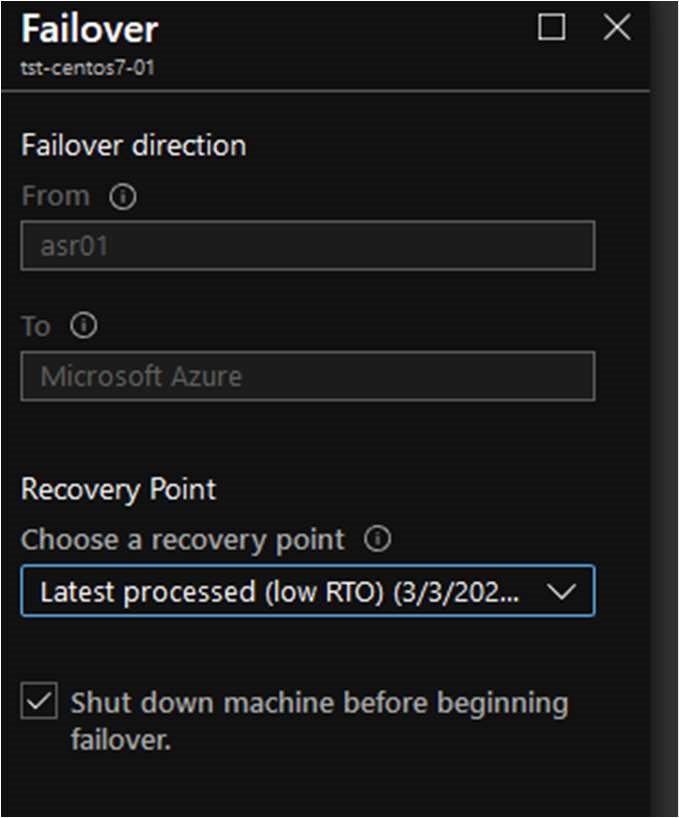 Failover
tst-centos7-01
Failover direction
From
asr01
To
Microsoft Azure
Recovery Point
Choose a recovery point
Latest processed (low RTO) (3/3/202...
Shut down machine before beginning
failover.